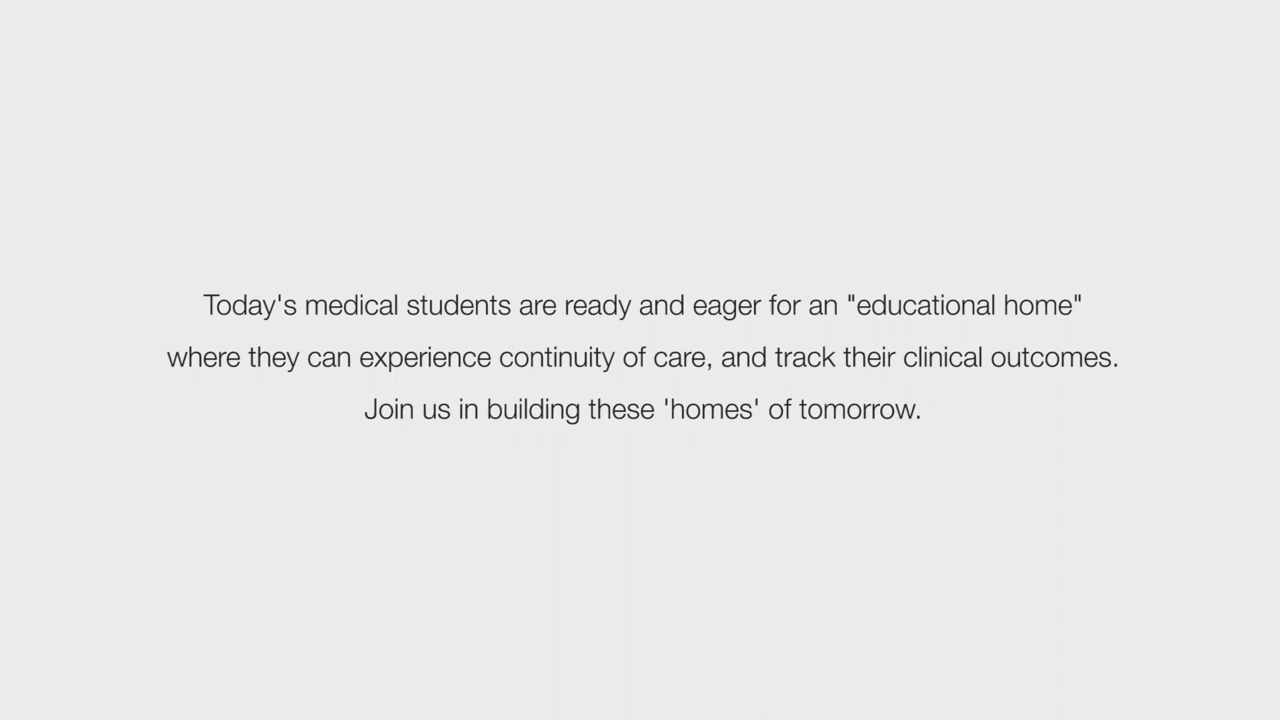 Today's medical students are ready and eager for an "educational home"
where they can experience continuity of care, and track their clinical outcomes.
Join us in building these 'homes' of tomorrow.